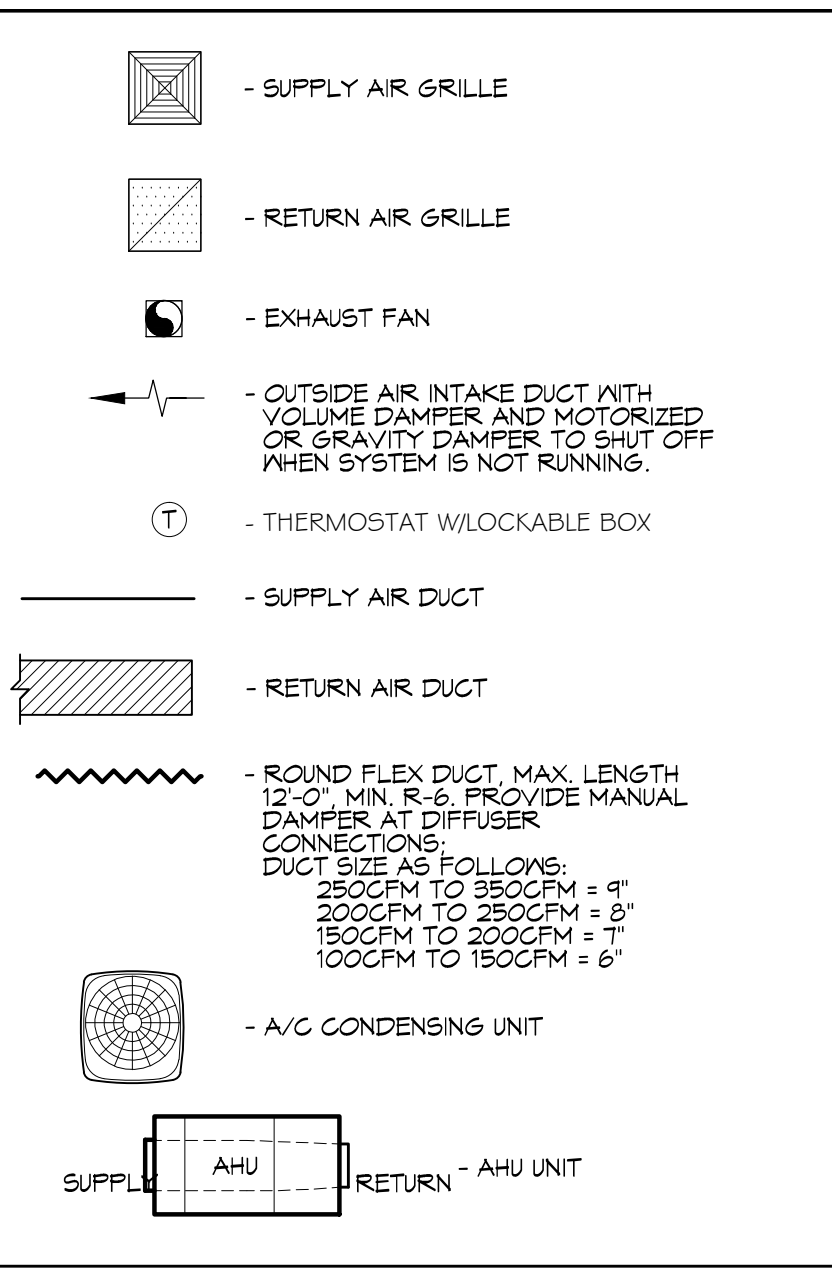 - SUPPLY AIR GRILLE
- RETURN AIR GRILLE
- EXHAUST FAN
- OUTSIDE AIR INTAKE DUCT WITH
VOLUME DAMPER AND MOTORIZED
OR GRAVITY DAMPER TO SHUT OFF
WHEN SYSTEM IS NOT RUNNING.
T
- THERMOSTAT W/LOCKABLE BOX
- SUPPLY AIR DUCT
- RETURN AIR DUCT
- ROUND FLEX DUCT, MAX. LENGTH
12'-0", MIN. R-6. PROVIDE MANUAL
DAMPER AT DIFFUSER
CONNECTIONS;
DUCT SIZE AS FOLLOWS:
250CFM TO 350CFM = 9"
200CFM TO 250CFM = 8"
150CFM TO 200CFM = 7"
100CFM TO 150CFM = 6"
- A/C CONDENSING UNIT
SUPPLY
AHU
RETURN
- AHU UNIT